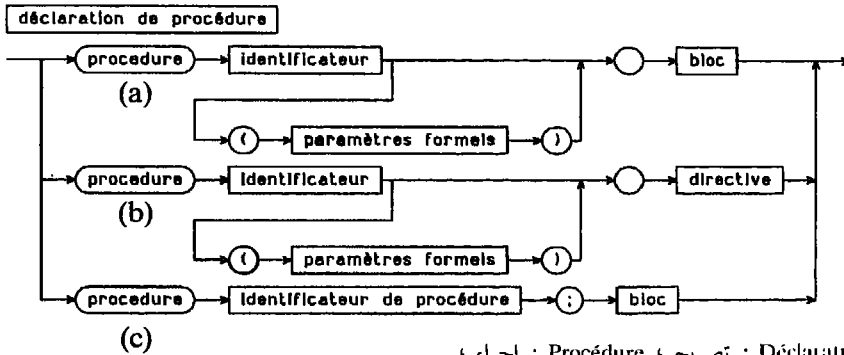 déclaration de procédure
procedure identificateur bloc
(a)
( paramètres formels )
procedure identificateur directive
(b)
( paramètres formels )
procedure identificateur de procédure ; bloc
(c)
: Procédure : Déclarat